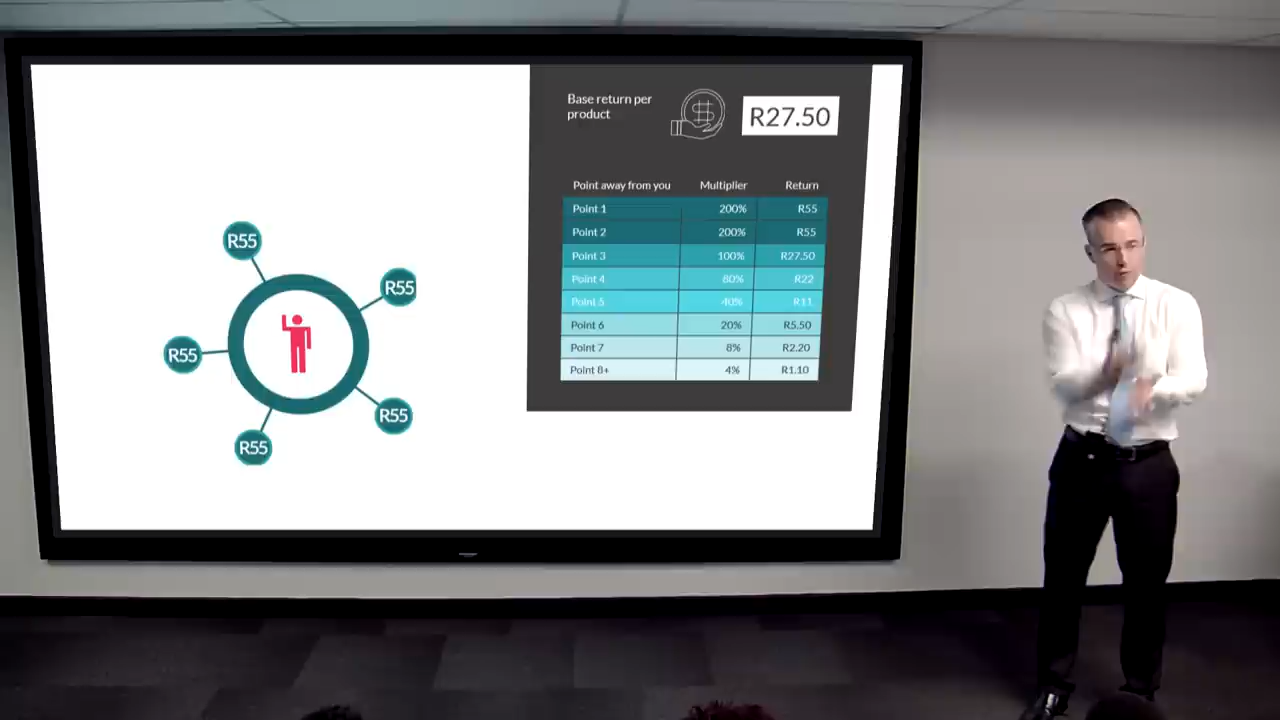 R55
R55
R55
R55
R55
Base return per
product
R27.50
Point away from you Multiplier Return
Point 1 200% R55
Point 2 200% R55
Point 3 100% R27.50
Point 4 80% R22
Point 5 40% R11
Point 6 20% R5.50
Point 7 8% R2.20
Point 8+ 4% R1.10